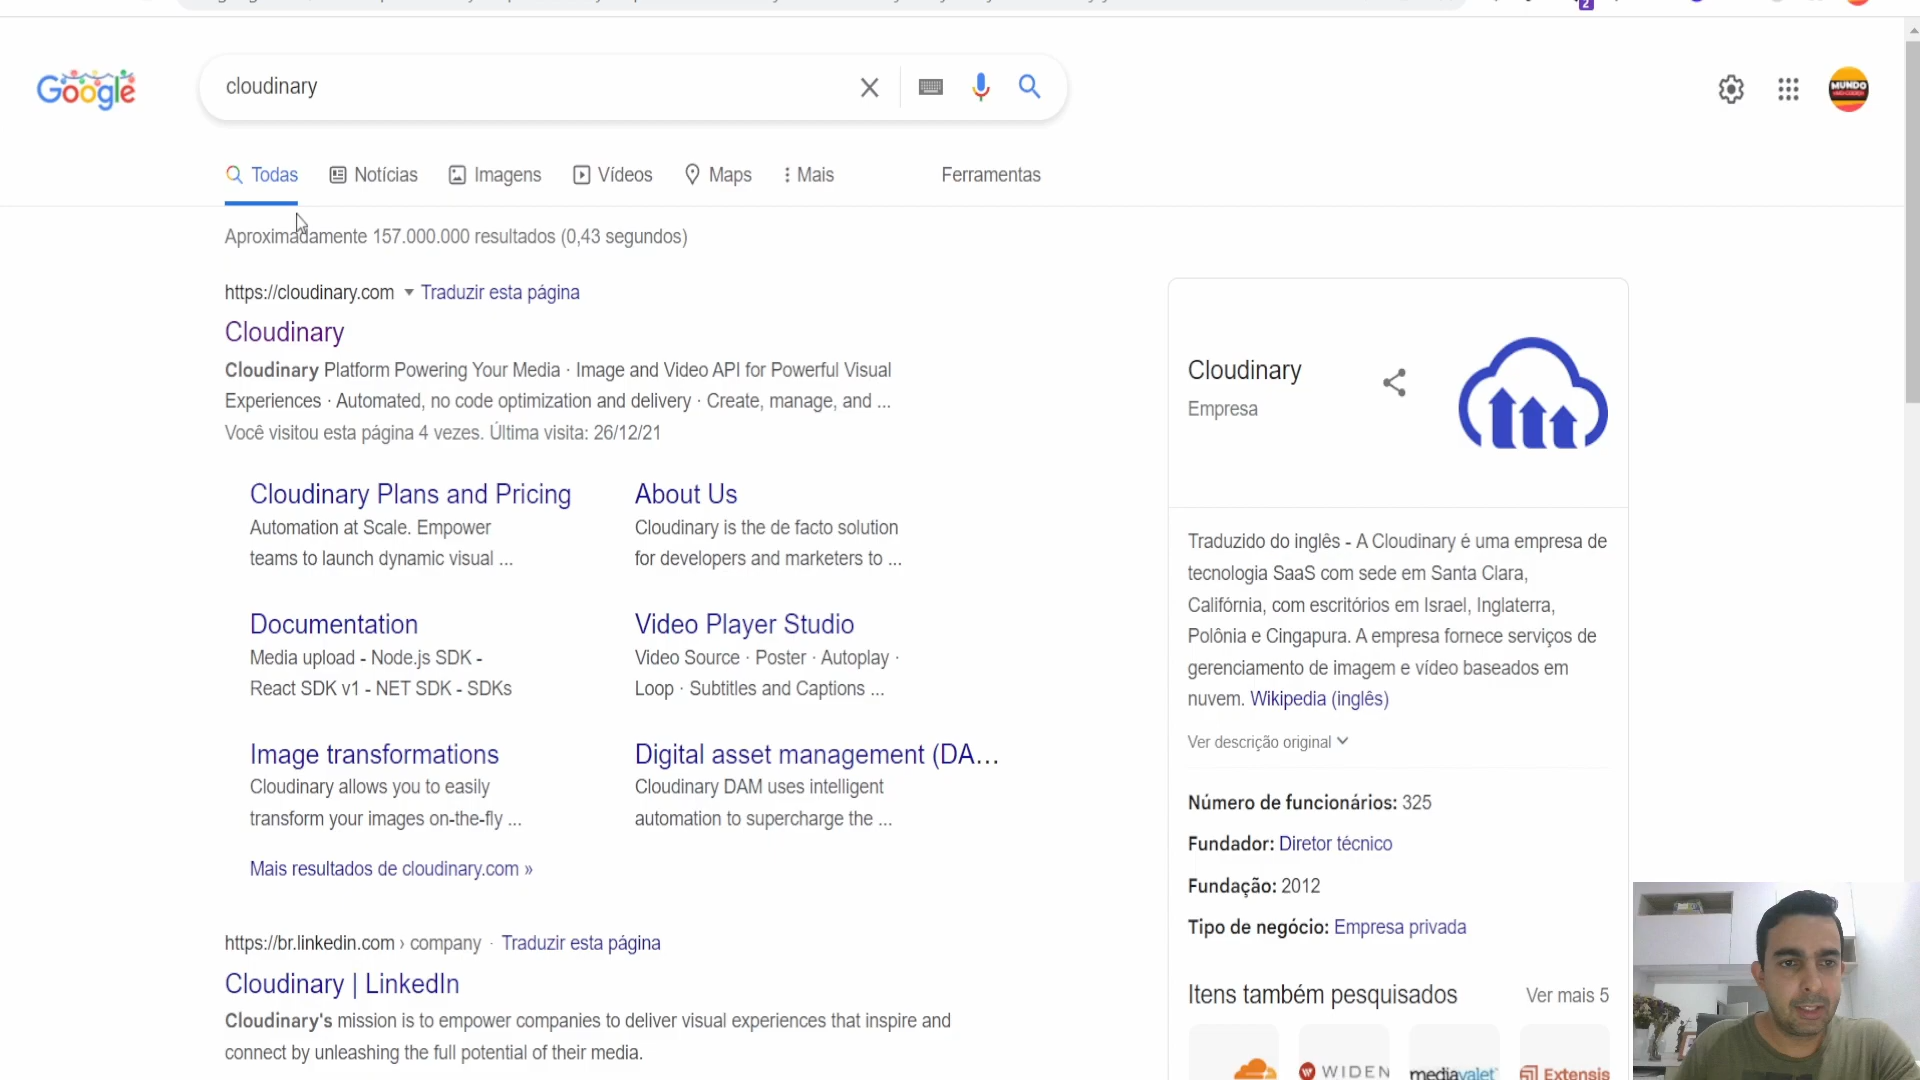 2
Google
cloudinary
MUNDO
Todas
Notícias
Imagens
Vídeos
Maps
Mais
Ferramentas
Aproximadamente 157.000.000 resultados (0,43 segundos)
https://cloudinary.com Traduzir esta página
Cloudinary
Cloudinary Platform Powering Your Media · Image and Video API for Powerful Visual
Experiences · Automated, no code optimization and delivery · Create, manage, and ...
Você visitou esta página 4 vezes. Última visita: 26/12/21
Cloudinary Plans and Pricing
Automation at Scale. Empower
teams to launch dynamic visual ...
About Us
Cloudinary is the de facto solution
for developers and marketers to ...
Documentation
Media upload - Node.js SDK -
React SDK v1 - NET SDK - SDKs
Video Player Studio
Video Source · Poster · Autoplay ·
Loop · Subtitles and Captions ...
Image transformations
Cloudinary allows you to easily
transform your images on-the-fly ...
Digital asset management (DA...
Cloudinary DAM uses intelligent
automation to supercharge the ...
Mais resultados de cloudinary.com »
https://br.linkedin.com › company · Traduzir esta página
Cloudinary | LinkedIn
Cloudinary's mission is to empower companies to deliver visual experiences that inspire and
connect by unleashing the full potential of their media.
Cloudinary
Empresa
Traduzido do inglês - A Cloudinary é uma empresa de
tecnologia SaaS com sede em Santa Clara,
Califórnia, com escritórios em Israel, Inglaterra,
Polônia e Cingapura. A empresa fornece serviços de
gerenciamento de imagem e vídeo baseados em
nuvem. Wikipedia (inglês)
Ver descrição original
Número de funcionários: 325
Fundador: Diretor técnico
Fundação: 2012
Tipo de negócio: Empresa privada
Itens também pesquisados
Ver mais 5
WIDEN
mediavalet
Extensis